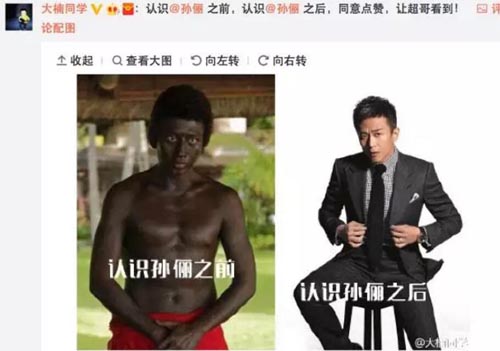 大楠同学
：认识@孙俪 之前，认识@孙俪 之后，同意点赞，让超哥看到！
评
论配图
收起 查看大图 向左转 向右转
认识孙俪之前
认识孙俪之后
@大楠同学